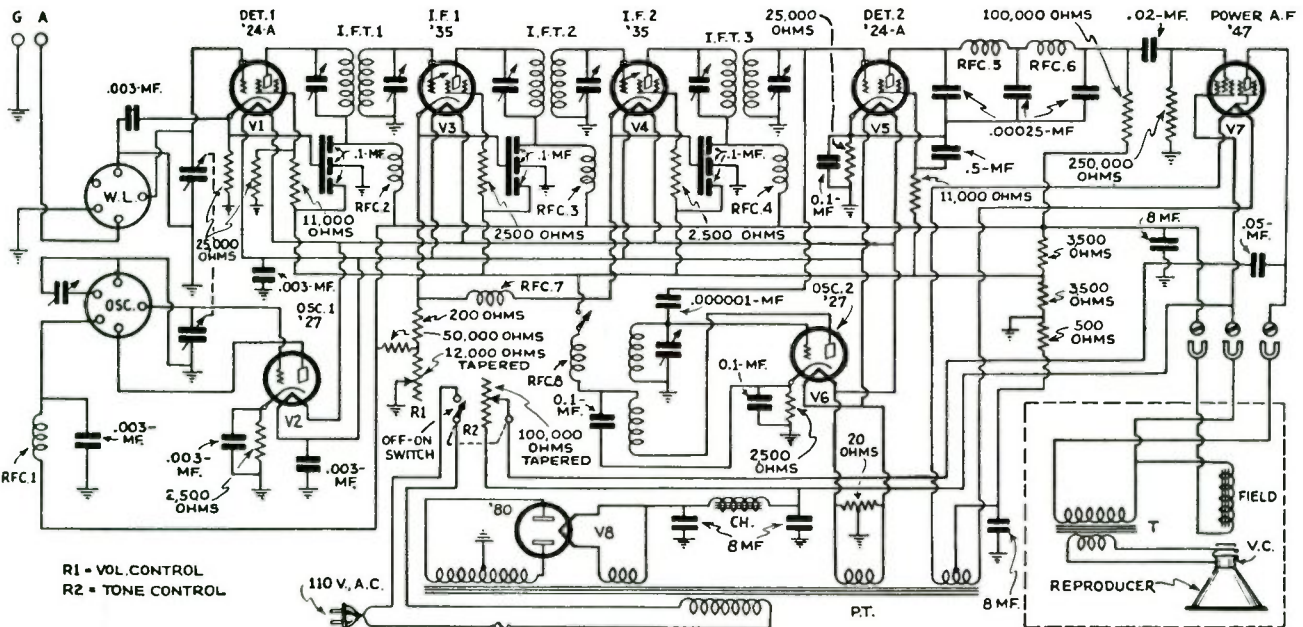 G A
DET.1
'24-A
I.F.T.1
I.F.1
'35
I.F.T.2
I.F.2
'35
I.F.T.3
25,000
OHMS
DET.2
'24-A
100,000
OHMS
.02-MF.
POWER A.F
'47
RFC.5
RFC.6
.003-MF.
V1
V3
V4
V5
V7
.1-MF.
.1-MF.
.1-MF.
.00025-MF
.5-MF
250,000
OHMS
W.L.
RFC.2
RFC.3
RFC.4
0.1-
MF
11,000
OHMS
2500 OHMS
2.500 OHMS
11,000 OHMS
25,000
OHMS
8 MF.
.05-
MF.
3,500
OHMS
3,500
OHMS
500
OHMS
.003-MF.
OSC.
OSC.1
'27
RFC.7
200 OHMS
50,000 OHMS
12,000 OHMS
TAPERED
.000001-MF
OSC.2
'27
RFC.8
V2
R1
R2
OFF-ON
SWITCH
100,000
OHMS
TAPERED
0.1-
MF.
0.1-MF.
V6
2500
OHMS
20
OHMS
RFC.1
.003-
MF.
.003-
MF.
2,500
OHMS
.003-
MF.
'80
V8
CH.
8 MF
8 MF.
FIELD
T
V.C.
REPRODUCER
R1 = VOL.CONTROL
R2 = TONE CONTROL
110 V., A.C.
P.T.